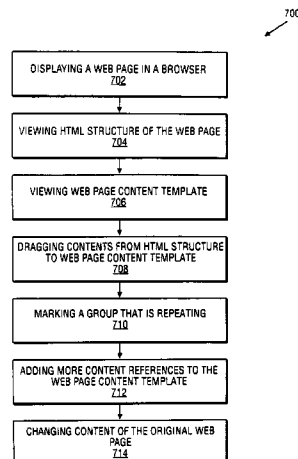 700
DISPLAYING A WEB PAGE IN A BROWSER
702
VIEWING HTML STRUCTURE OF THE WEB PAGE
704
VIEWING WEB PAGE CONTENT TEMPLATE
706
DRAGGING CONTENTS FROM HTML STRUCTURE
TO WEB PAGE CONTENT TEMPLATE
708
MARKING A GROUP THAT IS REPEATING
710
ADDING MORE CONTENT REFERENCES TO THE
WEB PAGE CONTENT TEMPLATE
712
CHANGING CONTENT OF THE ORIGINAL WEB
PAGE
714